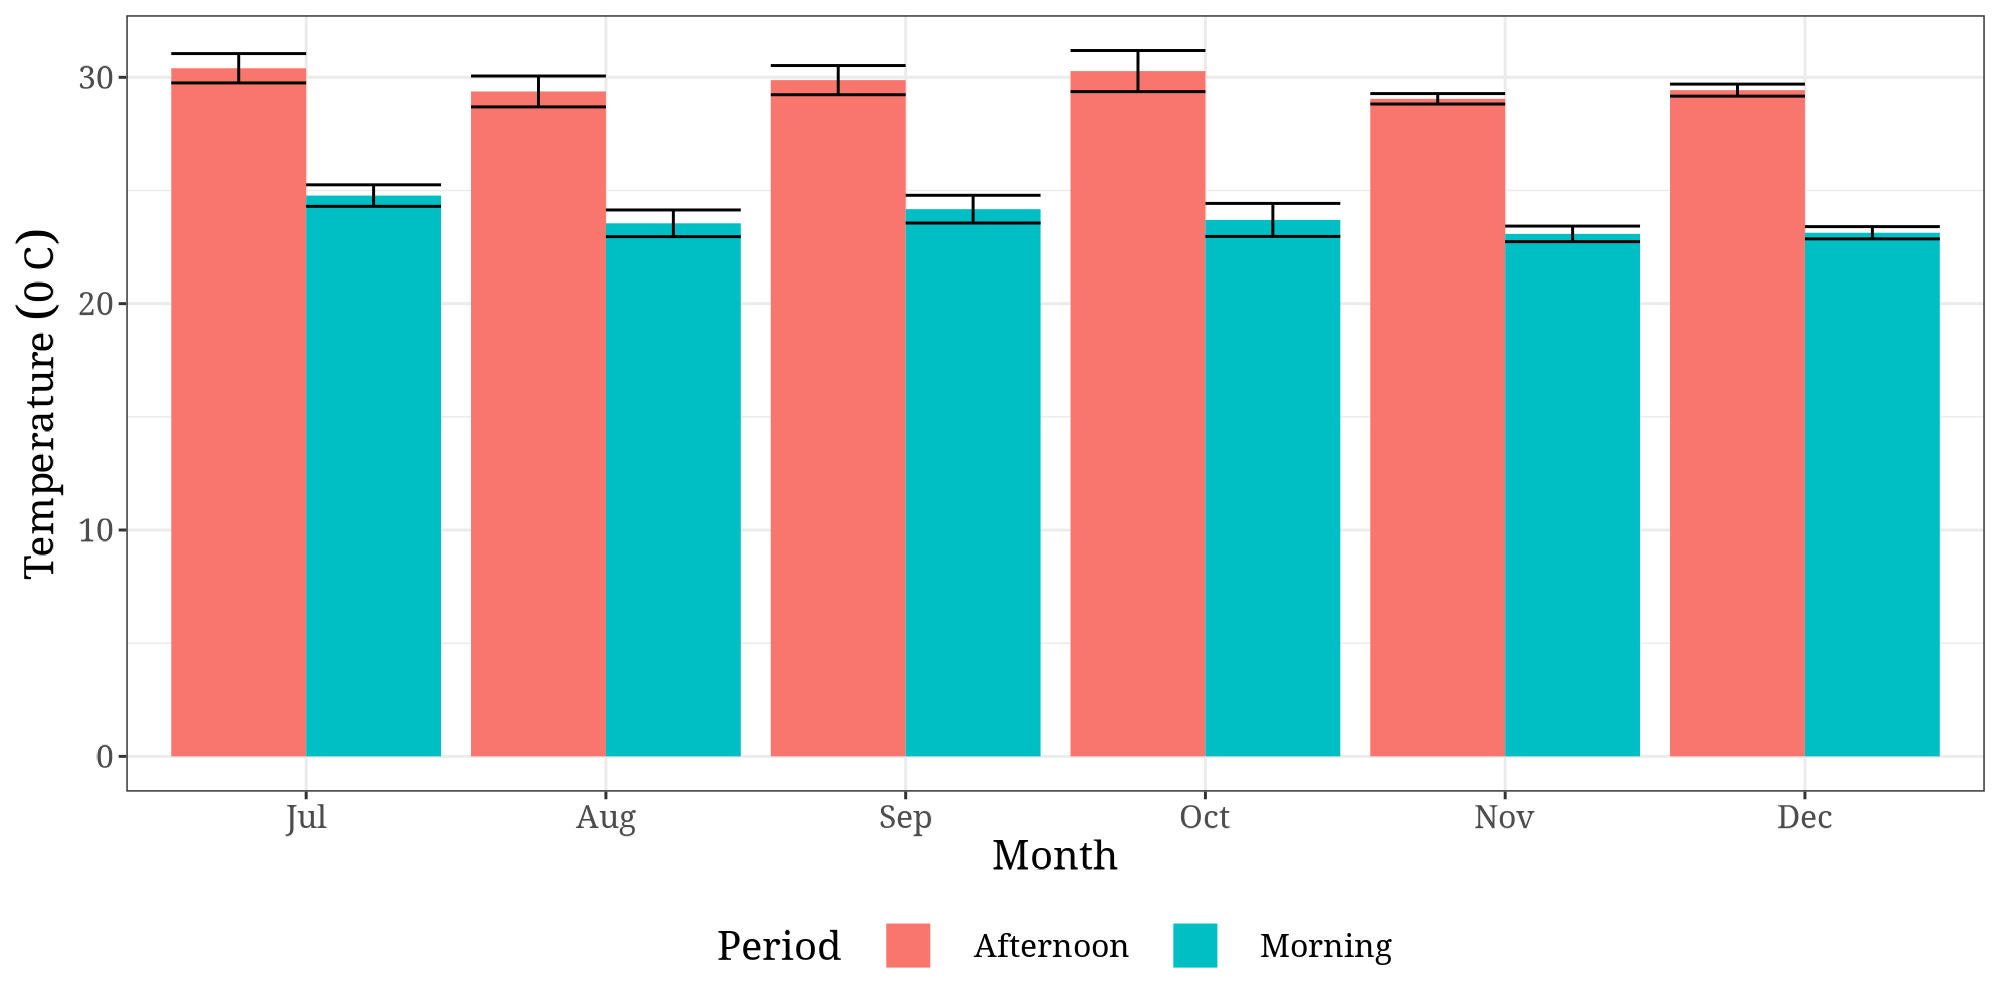 Temperature (0 C)
30
20
10
0
Jul Aug Sep Oct Nov Dec
Month
Period Afternoon Morning